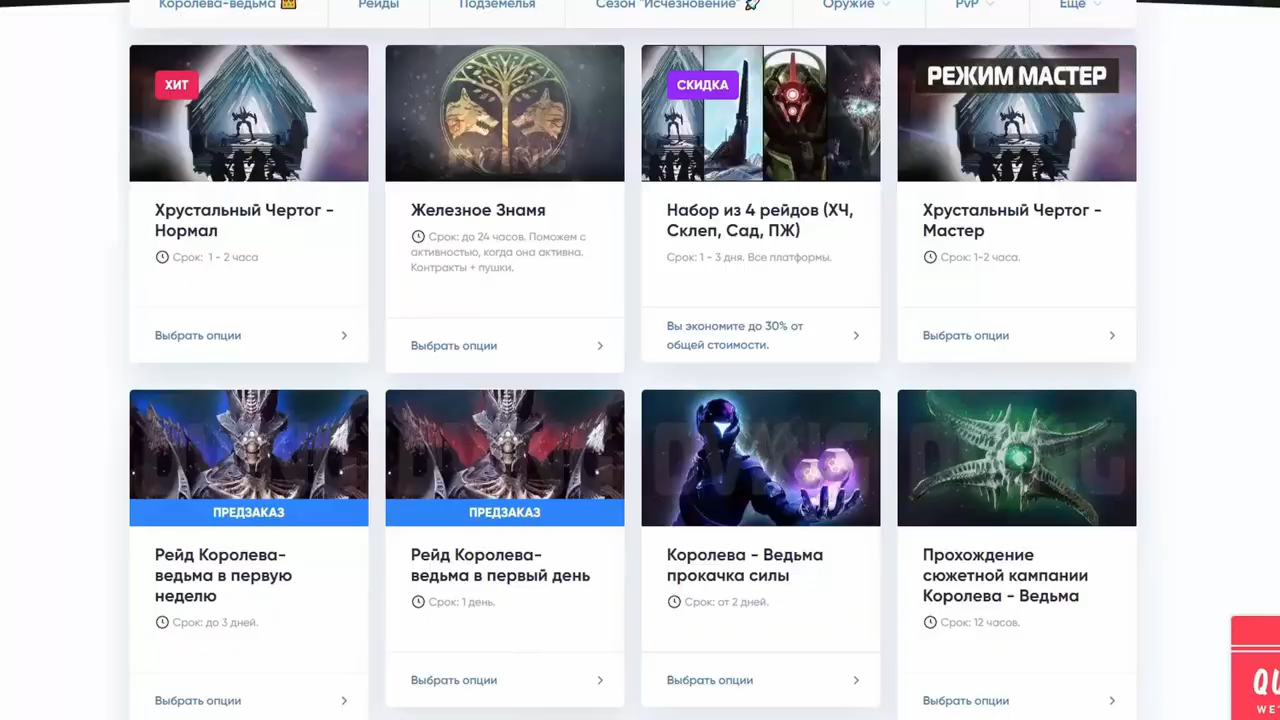 Королева-ведьма
Рейды
Подземелья
Сезон "Исчезновение"
Оружие
PvP
Еще
ХИТ
СКИДКА
РЕЖИМ МАСТЕР
Хрустальный Чертог -
Нормал
Срок: 1 - 2 часа
Выбрать опции
Железное Знамя
Срок: до 24 часов. Поможем с
активностью, когда она активна.
Контракты + пушки.
Выбрать опции
Набор из 4 рейдов (ХЧ,
Склеп, Сад, ПЖ)
Срок: 1 - 3 дня. Все платформы.
Вы экономите до 30% от
общей стоимости.
Хрустальный Чертог -
Мастер
Срок: 1-2 часа.
Выбрать опции
ПРЕДЗАКАЗ
Рейд Королева-
ведьма в первую
неделю
Срок: до 3 дней.
Выбрать опции
ПРЕДЗАКАЗ
Рейд Королева-
ведьма в первый день
Срок: 1 день.
Выбрать опции
Королева - Ведьма
прокачка силы
Срок: от 2 дней.
Выбрать опции
Прохождение
сюжетной кампании
Королева - Ведьма
Срок: 12 часов.
Выбрать опции